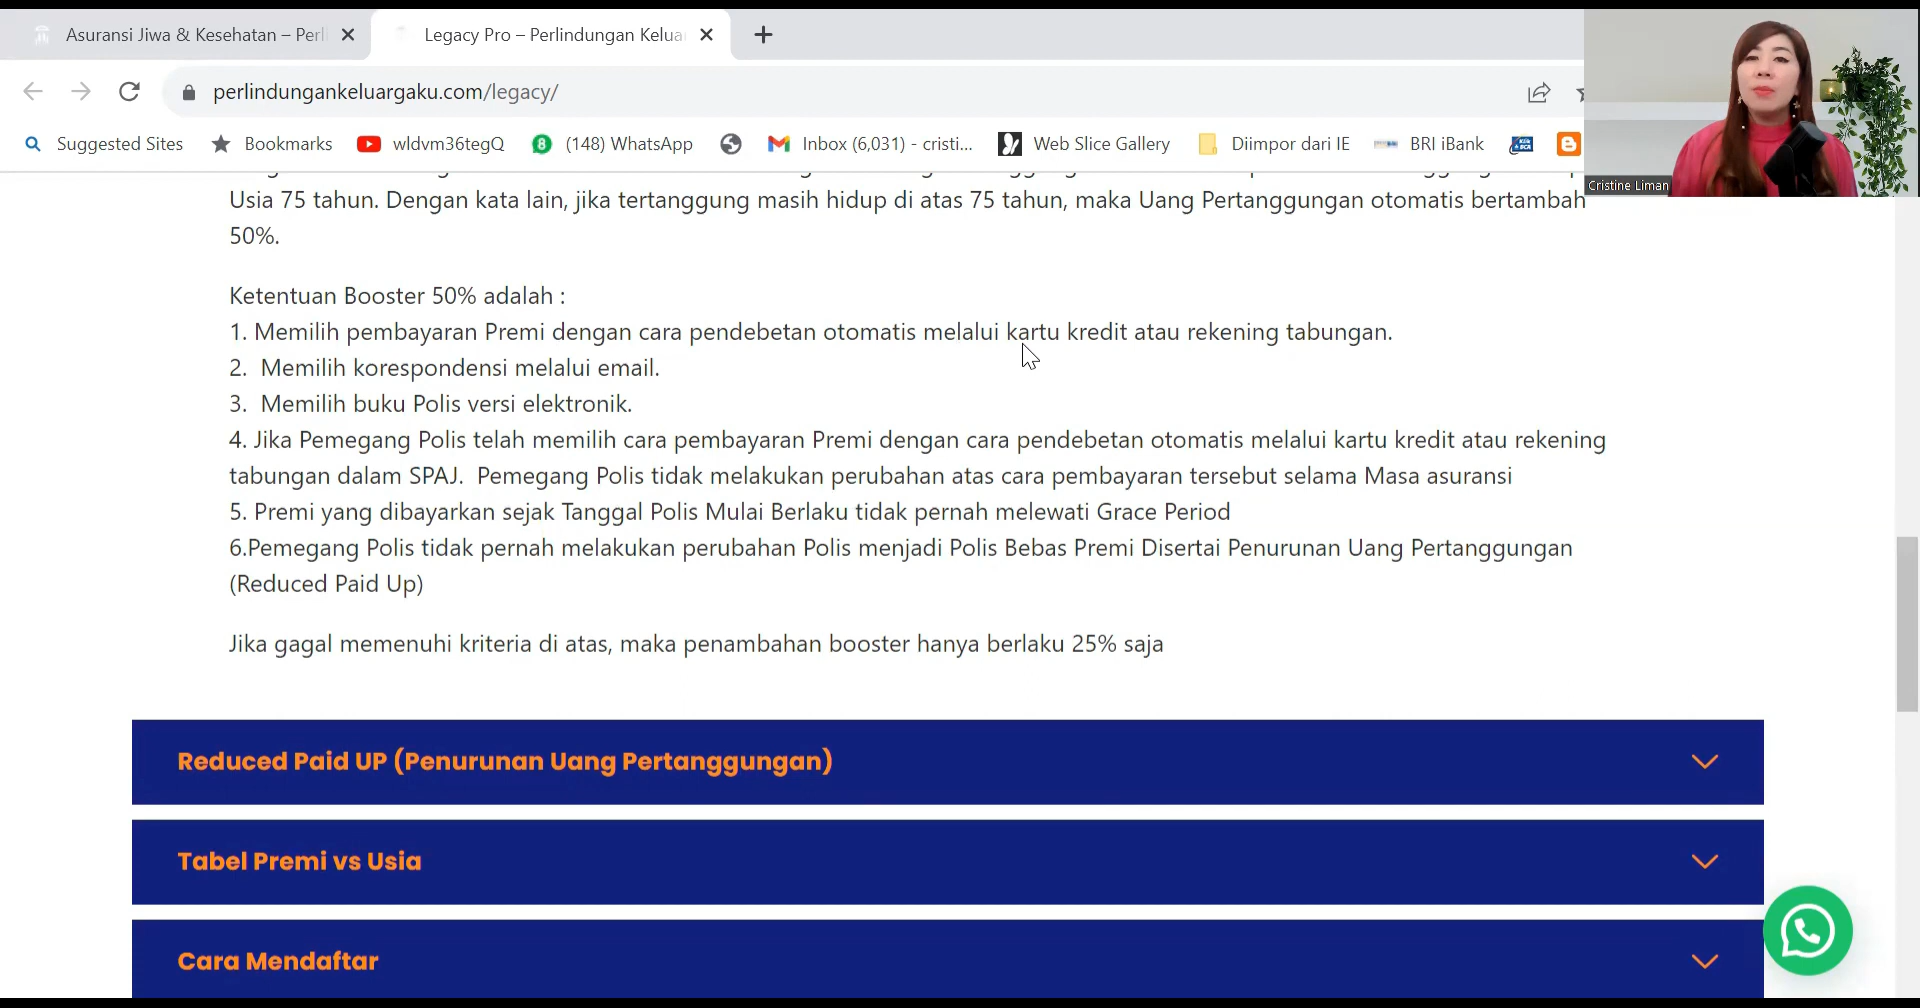 Asuransi Jiwa & Kesehatan – Perl
Legacy Pro – Perlindungan Kelua
perlindungankeluargaku.com/legacy/
Suggested Sites
Bookmarks
wldvm36tegQ
8
(148) WhatsApp
Inbox (6,031) - cristi...
Web Slice Gallery
Diimpor dari IE
BRI iBank
Cristine Liman
Usia 75 tahun. Dengan kata lain, jika tertanggung masih hidup di atas 75 tahun, maka Uang Pertanggungan otomatis bertambah
50%.
Ketentuan Booster 50% adalah :
1. Memilih pembayaran Premi dengan cara pendebetan otomatis melalui kartu kredit atau rekening tabungan.
2. Memilih korespondensi melalui email.
3. Memilih buku Polis versi elektronik.
4. Jika Pemegang Polis telah memilih cara pembayaran Premi dengan cara pendebetan otomatis melalui kartu kredit atau rekening
tabungan dalam SPAJ. Pemegang Polis tidak melakukan perubahan atas cara pembayaran tersebut selama Masa asuransi
5. Premi yang dibayarkan sejak Tanggal Polis Mulai Berlaku tidak pernah melewati Grace Period
6.Pemegang Polis tidak pernah melakukan perubahan Polis menjadi Polis Bebas Premi Disertai Penurunan Uang Pertanggungan
(Reduced Paid Up)
Jika gagal memenuhi kriteria di atas, maka penambahan booster hanya berlaku 25% saja
Reduced Paid UP (Penurunan Uang Pertanggungan)
Tabel Premi vs Usia
Cara Mendaftar